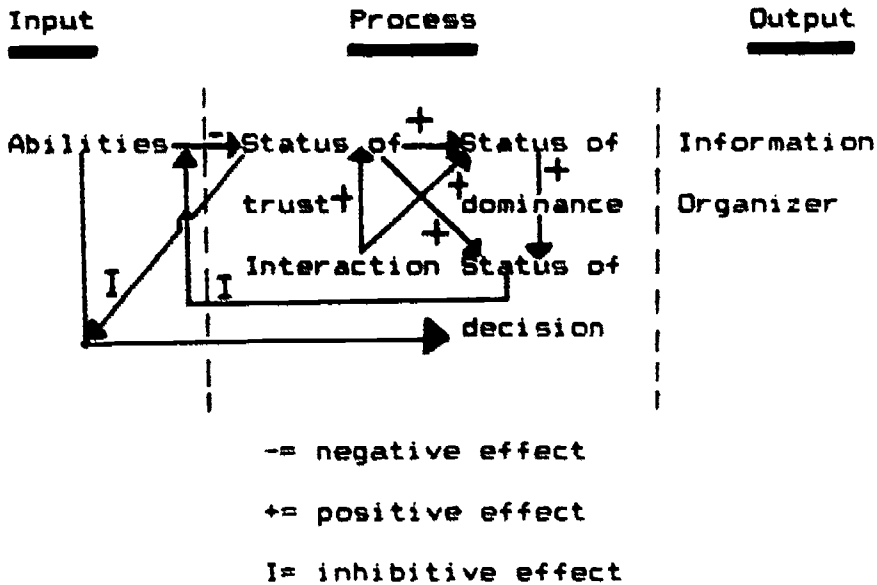 Input Process Output
+
Abilities - Status of Status of Information
+
trust + + dominance Organizer
+
Interaction Status of
I I
decision
-= negative effect
+= positive effect
I= inhibitive effect